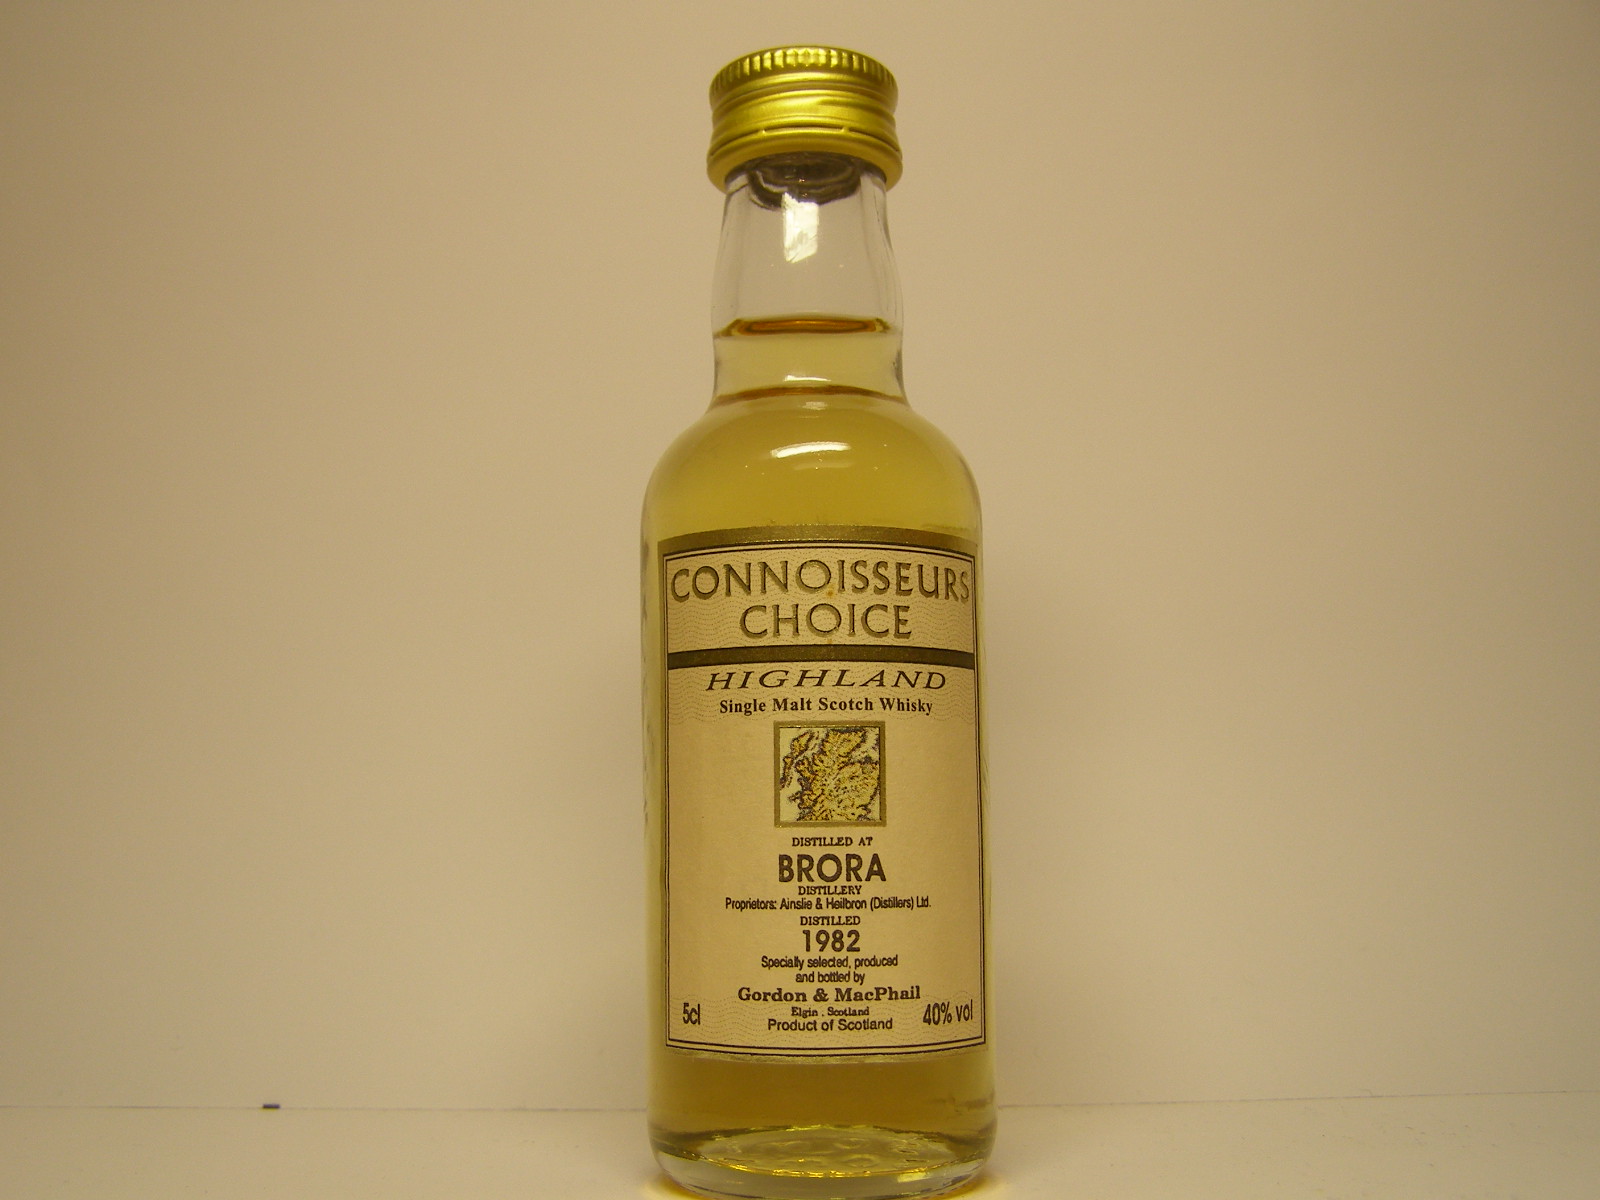 CONNOISSEURS
CHOICE
HIGHLAND
Single Malt Scotch Whisky
DISTILLED AT
BRORA
DISTILLERY
Proprietors: Ainslie & Heilbron (Distillers) Ltd.
DISTILLED
1982
Specially selected, produced
and bottled by
Gordon & MacPhail
Elgin . Scotland
5cl Product of Scotland 40% vol